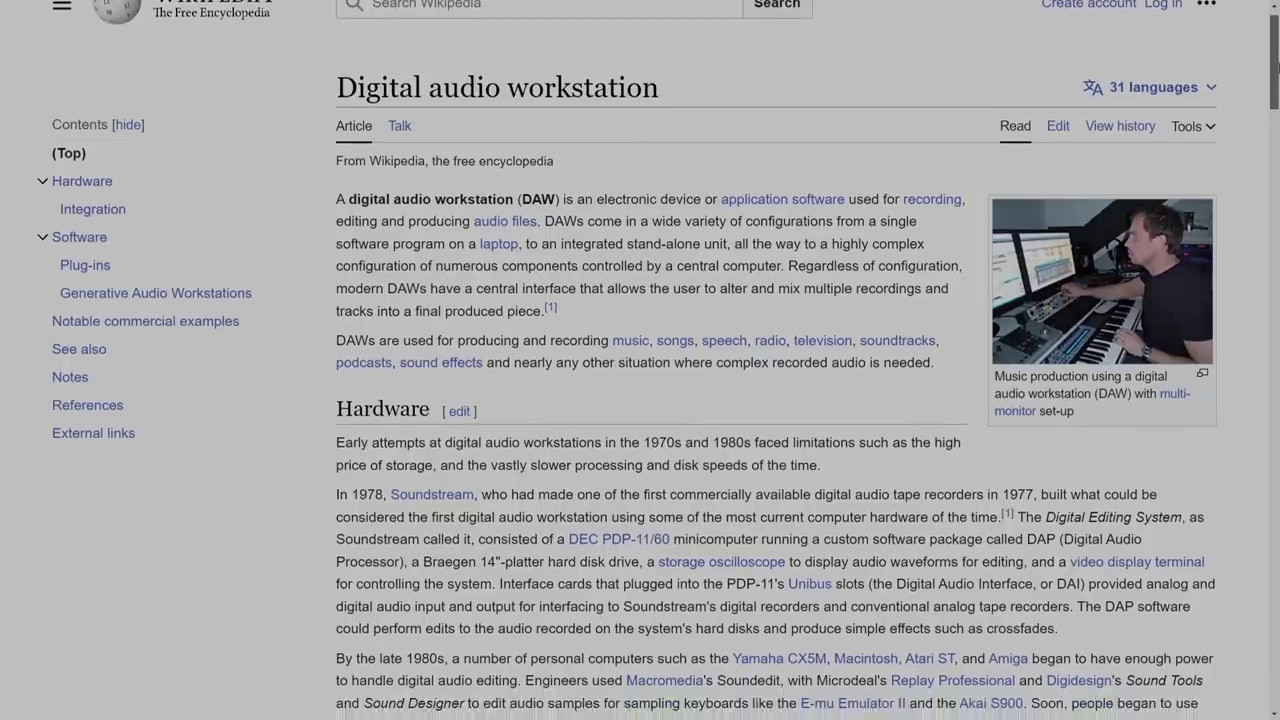 The Free Encyclopedia
Search Wikipedia
Search
Create account Log in
Digital audio workstation
31 languages
Article Talk
Read Edit View history Tools
From Wikipedia, the free encyclopedia
Contents [hide]
(Top)
Hardware
Integration
Software
Plug-ins
Generative Audio Workstations
Notable commercial examples
See also
Notes
References
External links
A digital audio workstation (DAW) is an electronic device or application software used for recording,
editing and producing audio files. DAWs come in a wide variety of configurations from a single
software program on a laptop, to an integrated stand-alone unit, all the way to a highly complex
configuration of numerous components controlled by a central computer. Regardless of configuration,
modern DAWs have a central interface that allows the user to alter and mix multiple recordings and
tracks into a final produced piece.[1]
DAWs are used for producing and recording music, songs, speech, radio, television, soundtracks,
podcasts, sound effects and nearly any other situation where complex recorded audio is needed.
Music production using a digital
audio workstation (DAW) with multi-
monitor set-up
Hardware [ edit ]
Early attempts at digital audio workstations in the 1970s and 1980s faced limitations such as the high
price of storage, and the vastly slower processing and disk speeds of the time.
In 1978, Soundstream, who had made one of the first commercially available digital audio tape recorders in 1977, built what could be
considered the first digital audio workstation using some of the most current computer hardware of the time.[1] The Digital Editing System, as
Soundstream called it, consisted of a DEC PDP-11/60 minicomputer running a custom software package called DAP (Digital Audio
Processor), a Braegen 14"-platter hard disk drive, a storage oscilloscope to display audio waveforms for editing, and a video display terminal
for controlling the system. Interface cards that plugged into the PDP-11's Unibus slots (the Digital Audio Interface, or DAI) provided analog and
digital audio input and output for interfacing to Soundstream's digital recorders and conventional analog tape recorders. The DAP software
could perform edits to the audio recorded on the system's hard disks and produce simple effects such as crossfades.
By the late 1980s, a number of personal computers such as the Yamaha CX5M, Macintosh, Atari ST, and Amiga began to have enough power
to handle digital audio editing. Engineers used Macromedia's Soundedit, with Microdeal's Replay Professional and Digidesign's Sound Tools
and Sound Designer to edit audio samples for sampling keyboards like the E-mu Emulator II and the Akai S900. Soon, people began to use